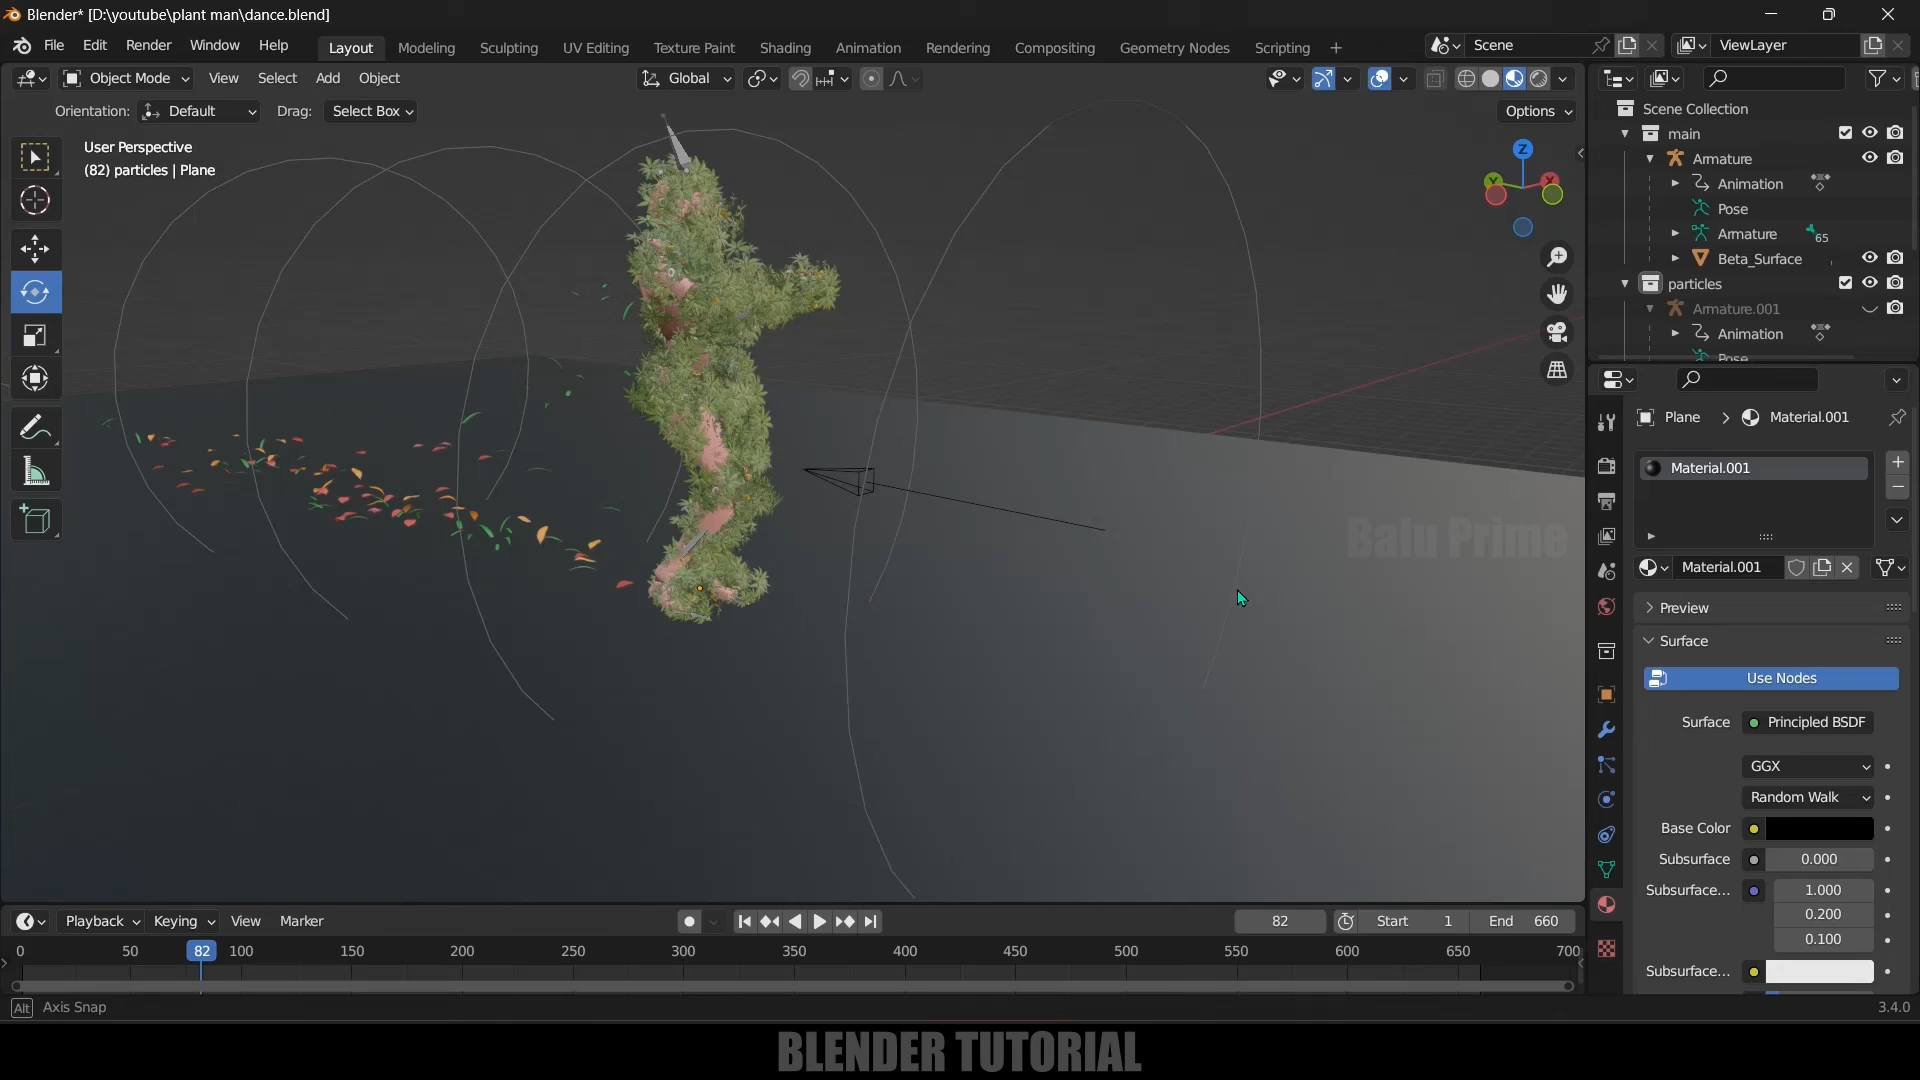 Blender* [D:\youtube\plant man\dance.blend]
File Edit Render Window Help Layout Modeling Sculpting UV Editing Texture Paint Shading Animation Rendering Compositing Geometry Nodes Scripting + Scene ViewLayer
Object Mode View Select Add Object Global
Orientation: Default Drag: Select Box Options
User Perspective
(82) particles | Plane
Z
Y X
Scene Collection
main
Armature
Animation
Pose
Armature 65
Beta_Surface
particles
Armature.001
Animation
Pose
Plane > Material.001
Material.001
Material.001
Preview
Surface
Use Nodes
Surface Principled BSDF
GGX
Random Walk
Base Color
Subsurface 0.000
Subsurface... 1.000
0.200
0.100
Subsurface...
Balu Prime
Playback Keying View Marker 82 Start 1 End 660
0 50 82 100 150 200 250 300 350 400 450 500 550 600 650 700
Alt Axis Snap 3.4.0
BLENDER TUTORIAL